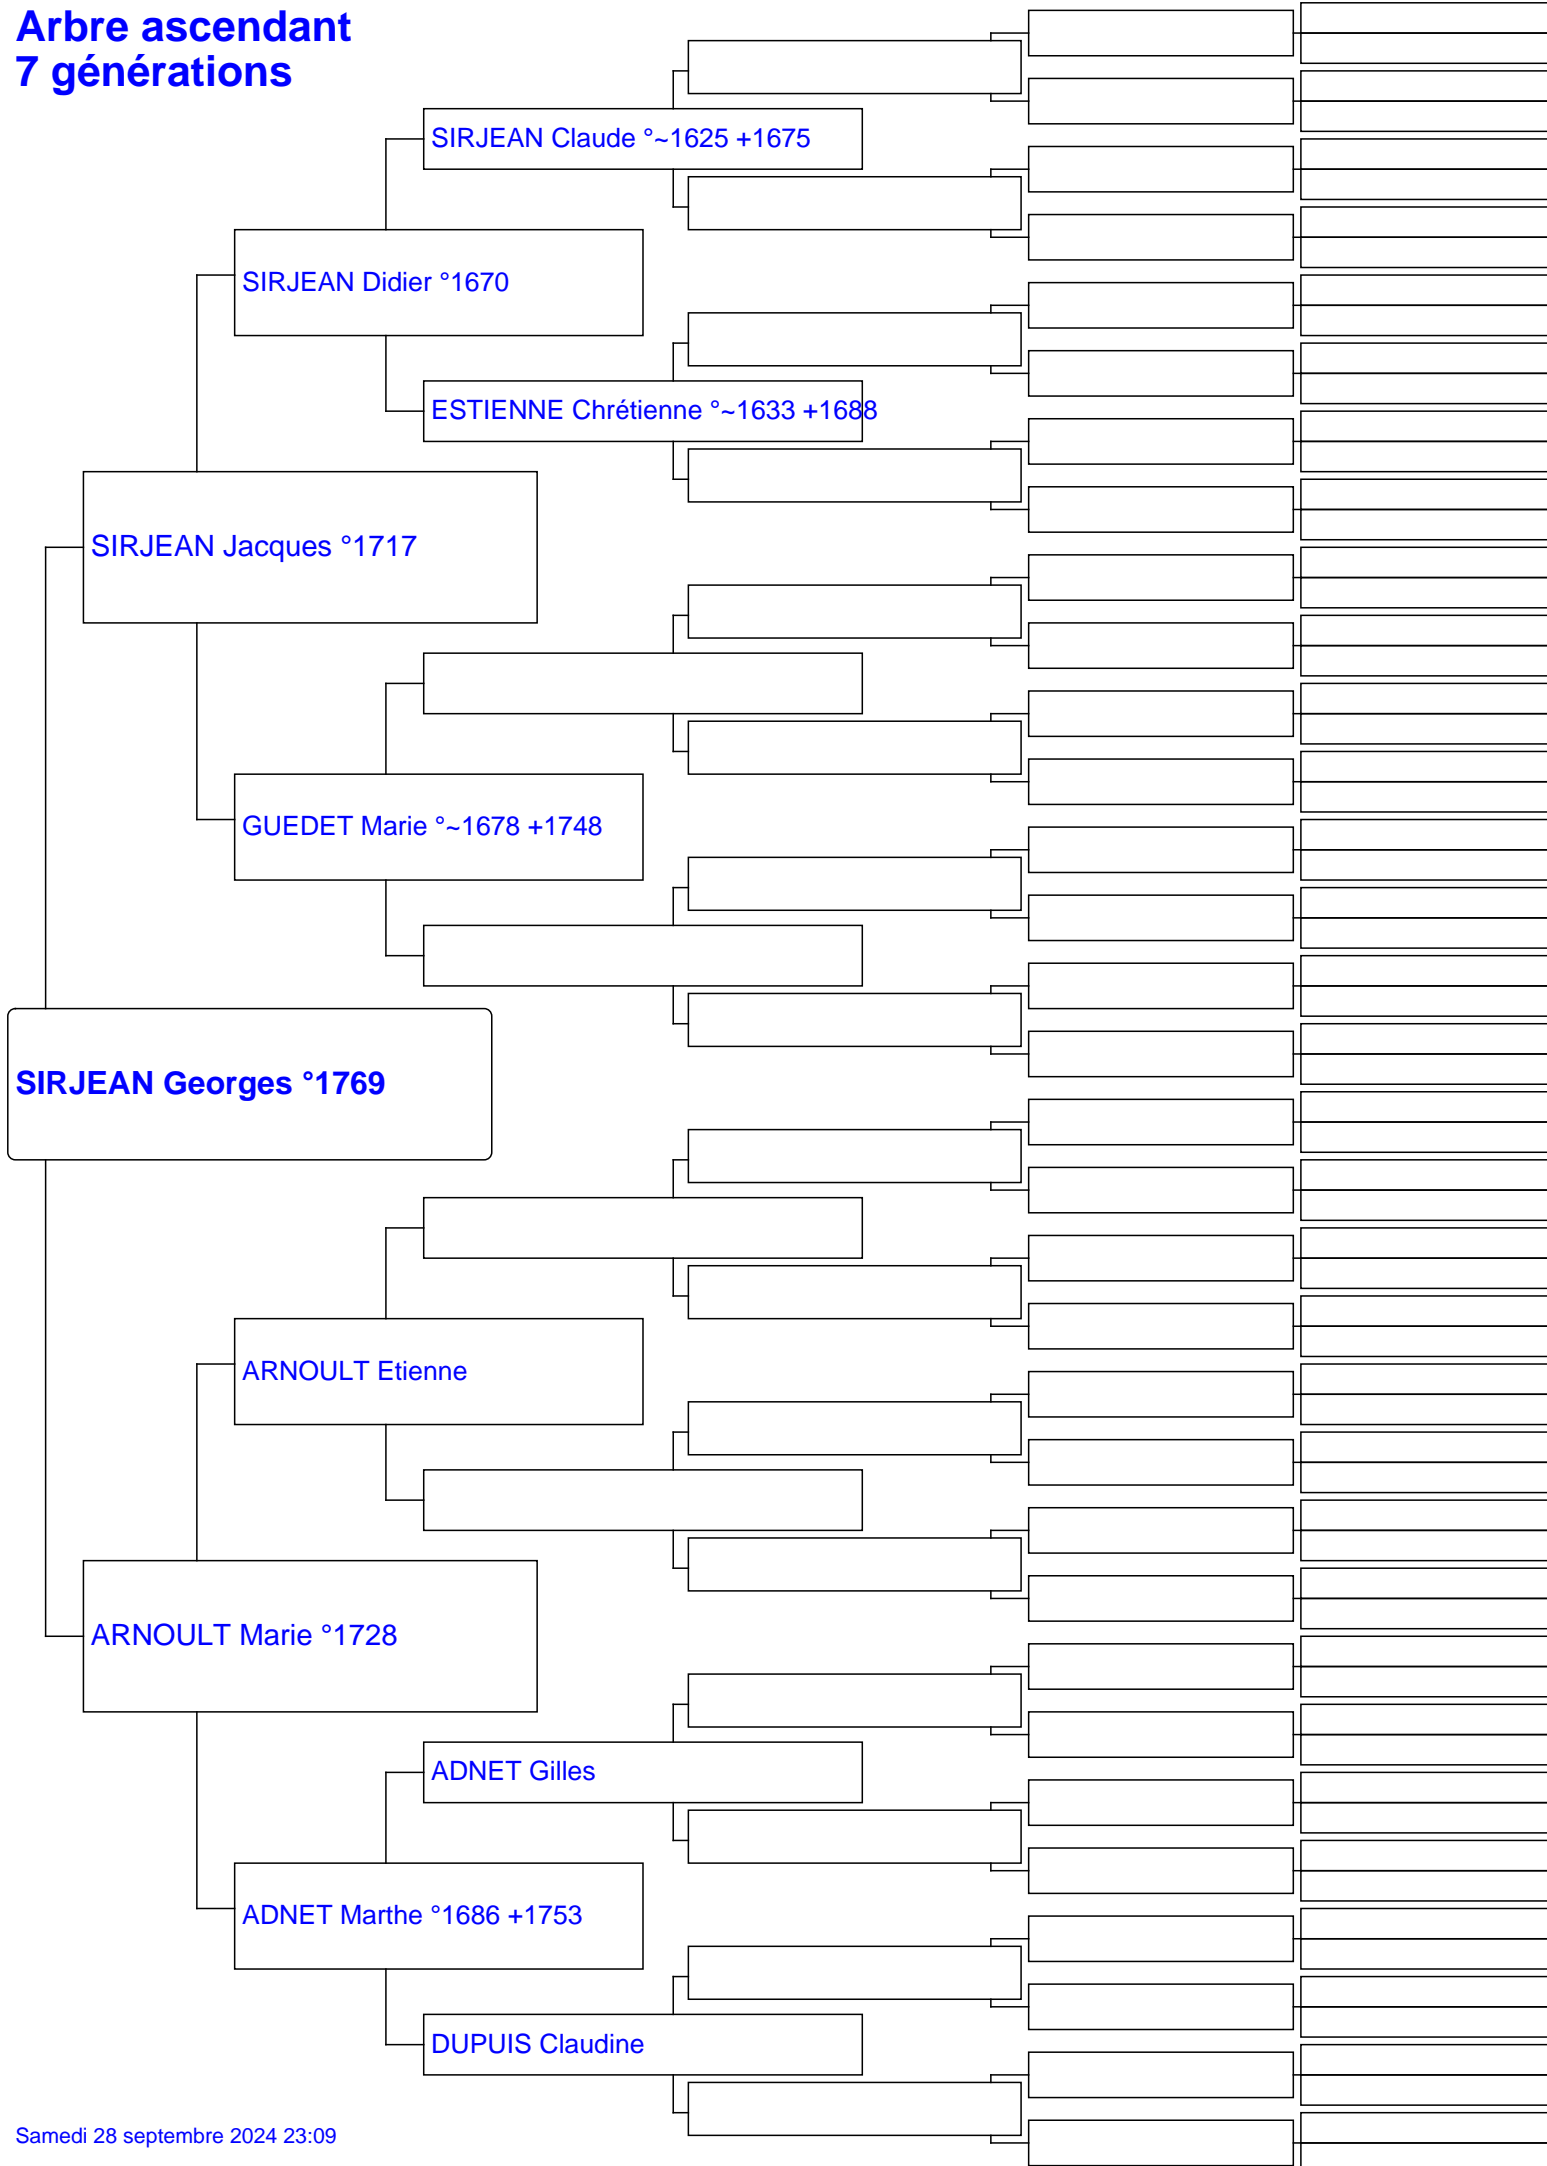 Arbre ascendant
7 générations
SIRJEAN Claude °~1625 +1675
SIRJEAN Didier °1670
ESTIENNE Chrétienne °~1633 +1688
SIRJEAN Jacques °1717
GUEDET Marie °~1678 +1748
SIRJEAN Georges °1769
ARNOULT Etienne
ARNOULT Marie °1728
ADNET Gilles
ADNET Marthe °1686 +1753
DUPUIS Claudine
Samedi 28 septembre 2024 23:09